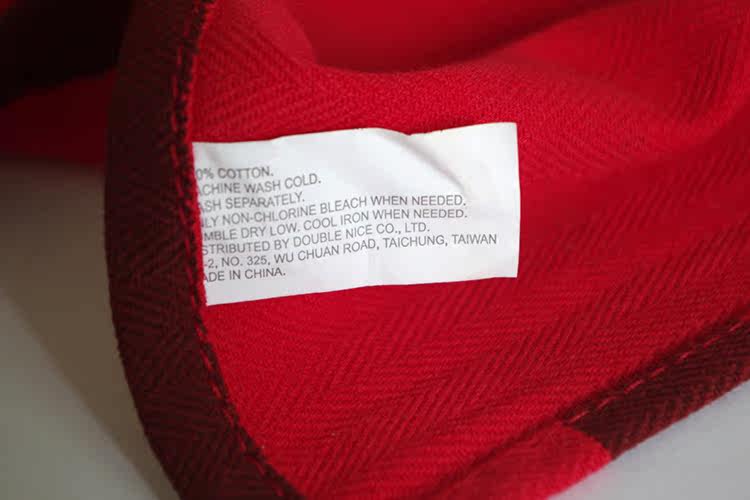 0% COTTON.
ACHINE WASH COLD.
ASH SEPARATELY.
NLY NON-CHLORINE BLEACH WHEN NEEDED.
MBLE DRY LOW. COOL IRON WHEN NEEDED.
STRIBUTED BY DOUBLE NICE CO., LTD.
-2, NO. 325, WU CHUAN ROAD, TAICHUNG, TAIWAN
ADE IN CHINA.